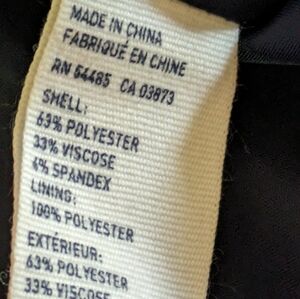 MADE IN CHINA
FABRIQUÉ EN CHINE
RN 54485 CA 03873
SHELL:
63% POLYESTER
33% VISCOSE
4% SPANDEX
LINING:
100% POLYESTER
EXTÉRIEUR:
63% POLYESTER
33% VISCOSE